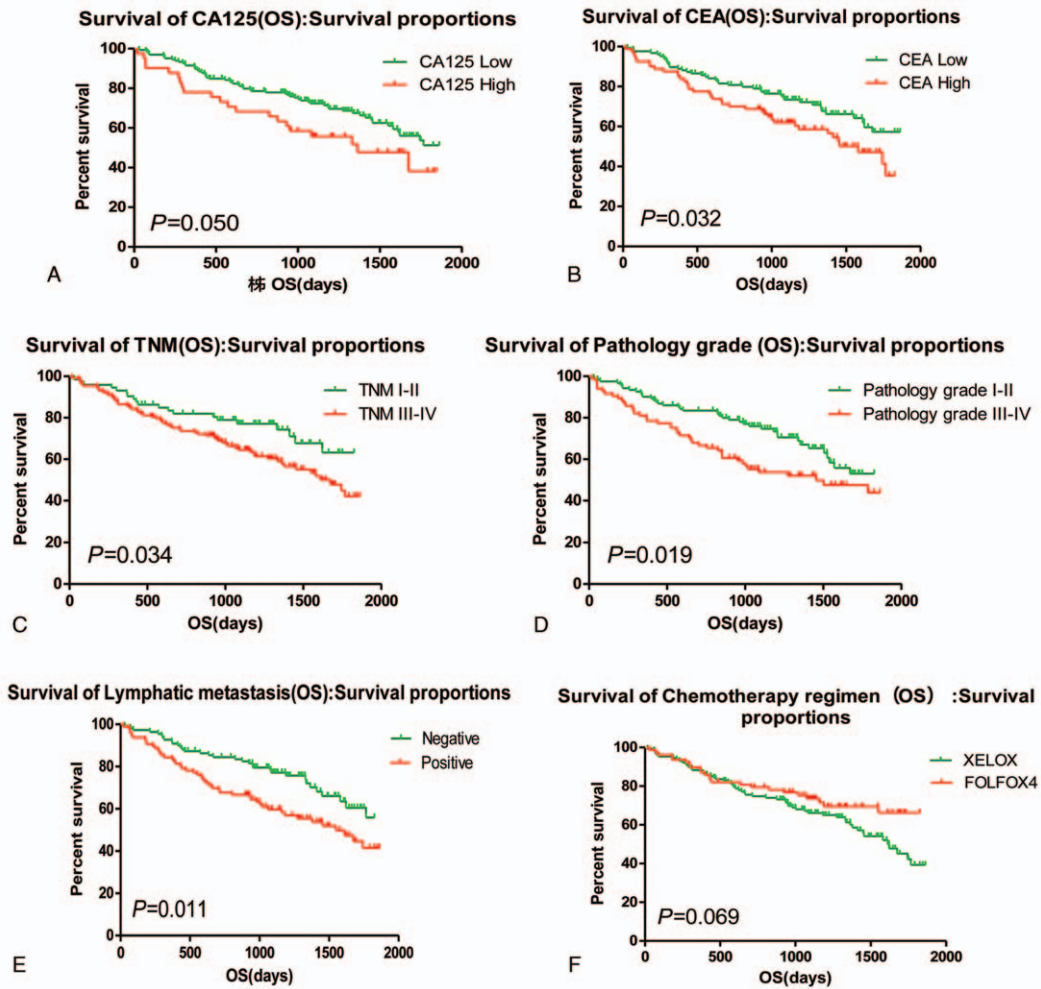 Survival of CA125(OS):Survival proportions
CA125 Low
CA125 High
Percent survival
100
80
60
40
20
0
P=0.050
0 500 1000 1500 2000
A
柹 OS(days)
Survival of CEA(OS):Survival proportions
CEA Low
CEA High
Percent survival
100
80
60
40
20
0
P=0.032
0 500 1000 1500 2000
B
OS(days)
Survival of TNM(OS):Survival proportions
TNM I-II
TNM III-IV
Percent survival
100
80
60
40
20
0
P=0.034
0 500 1000 1500 2000
C
OS(days)
Survival of Pathology grade (OS):Survival proportions
Pathology grade I-II
Pathology grade III-IV
Percent survival
100
80
60
40
20
0
P=0.019
0 500 1000 1500 2000
D
OS(days)
Survival of Lymphatic metastasis(OS):Survival proportions
Negative
Positive
Percent survival
100
80
60
40
20
0
P=0.011
0 500 1000 1500 2000
E
OS(days)
Survival of Chemotherapy regimen（OS） :Survival
proportions
XELOX
FOLFOX4
Percent survival
100
80
60
40
20
0
P=0.069
0 500 1000 1500 2000
F
OS(days)